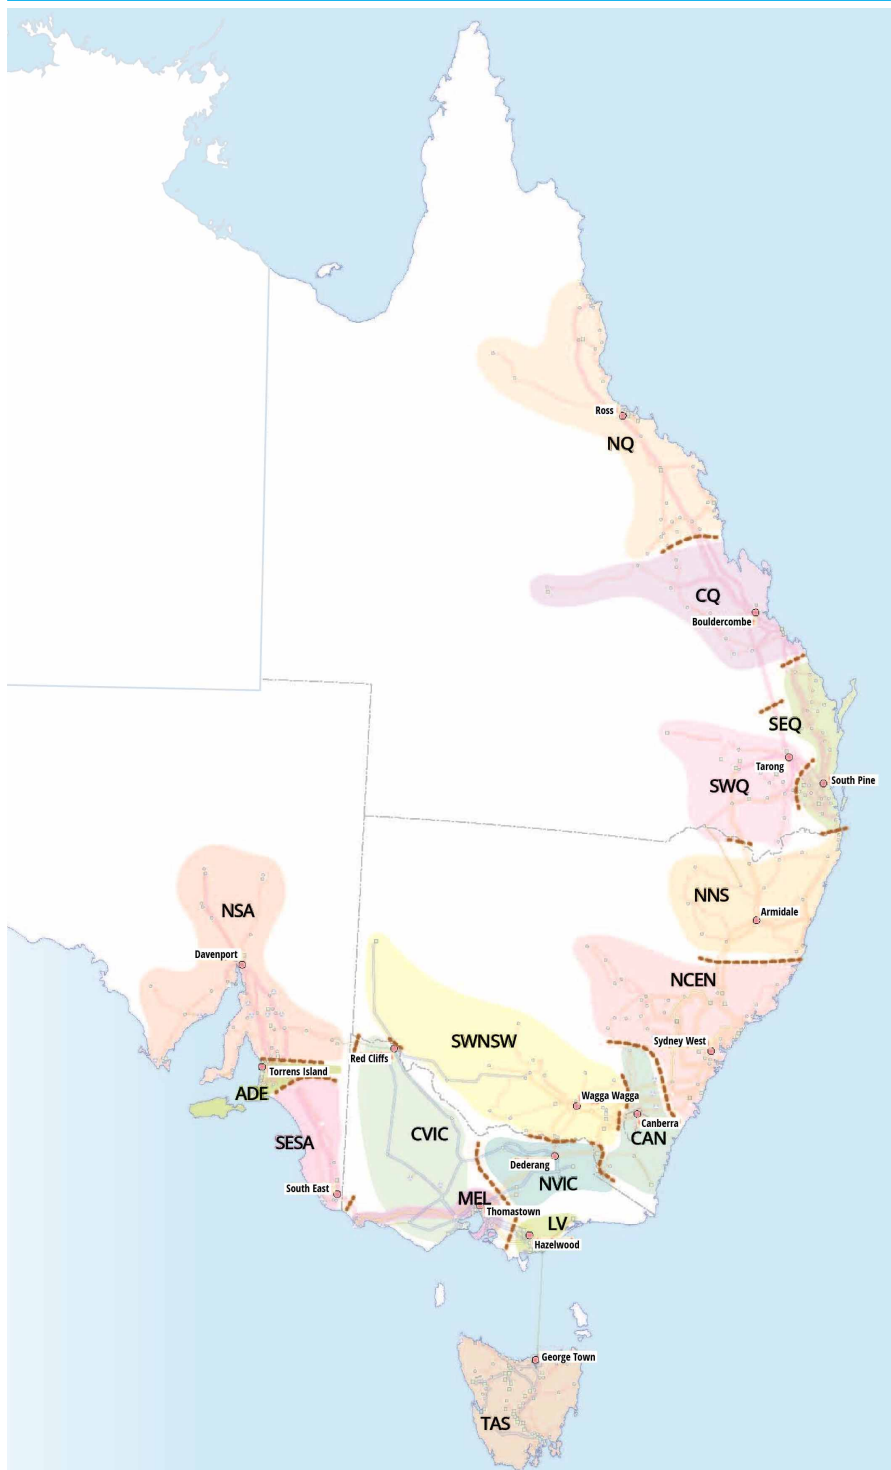 Ross
NQ
CQ
Bouldercombe
SEQ
Tarong
SWQ
South Pine
NNS
NSA
Armidale
Davenport
NCEN
SWNSW
Sydney West
Red Cliffs
Torrens Island
ADE
Wagga Wagga
Canberra
CVIC
CAN
SESA
Dederang
NVIC
South East
MEL
Thomastown
LV
Hazelwood
George Town
TAS